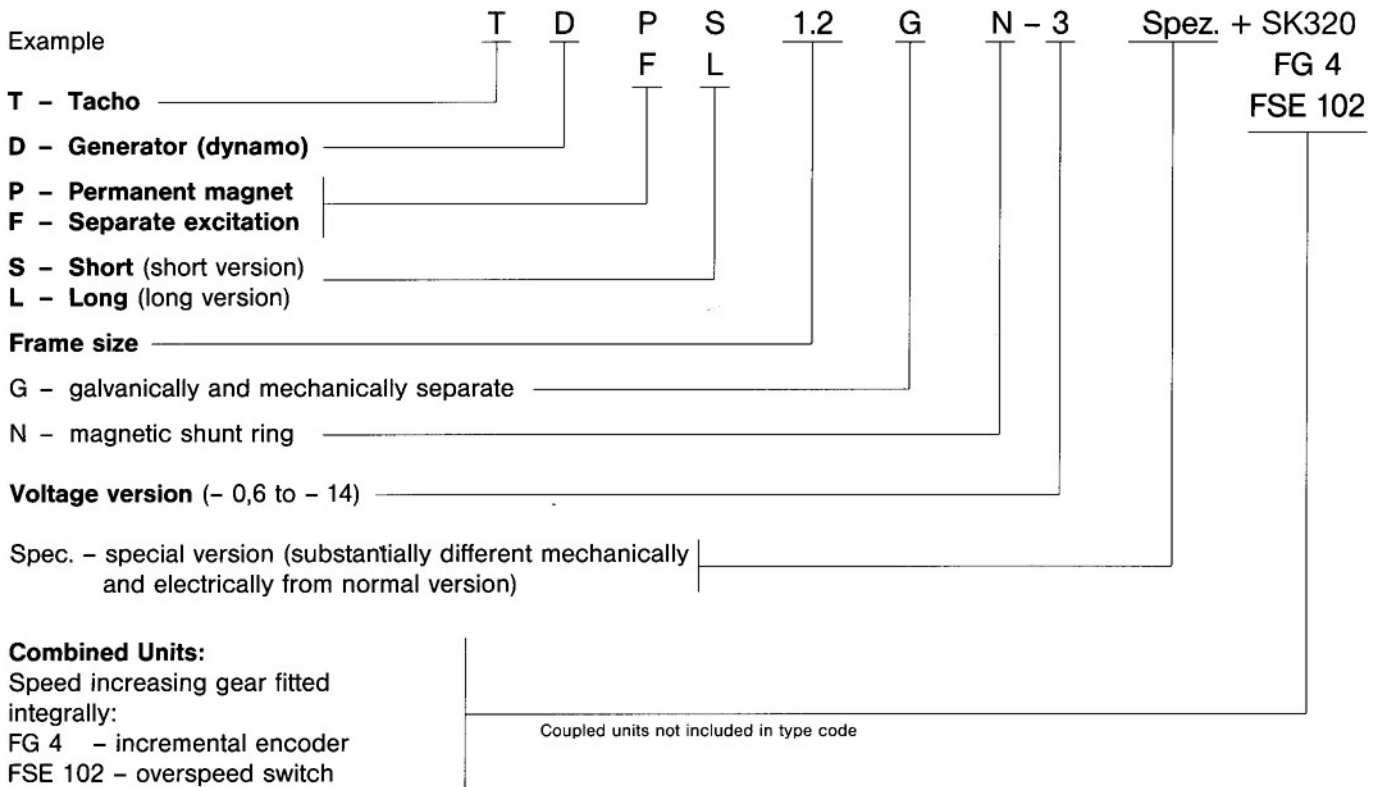 Example T D P S 1.2 G N – 3 Spez. + SK320
F L FG 4
T – Tacho FSE 102
D – Generator (dynamo)
P – Permanent magnet
F – Separate excitation
S – Short (short version)
L – Long (long version)
Frame size
G – galvanically and mechanically separate
N – magnetic shunt ring
Voltage version (– 0,6 to – 14)
Spec. – special version (substantially different mechanically
and electrically from normal version)
Combined Units:
Speed increasing gear fitted
integrally:
FG 4 – incremental encoder
FSE 102 – overspeed switch
Coupled units not included in type code